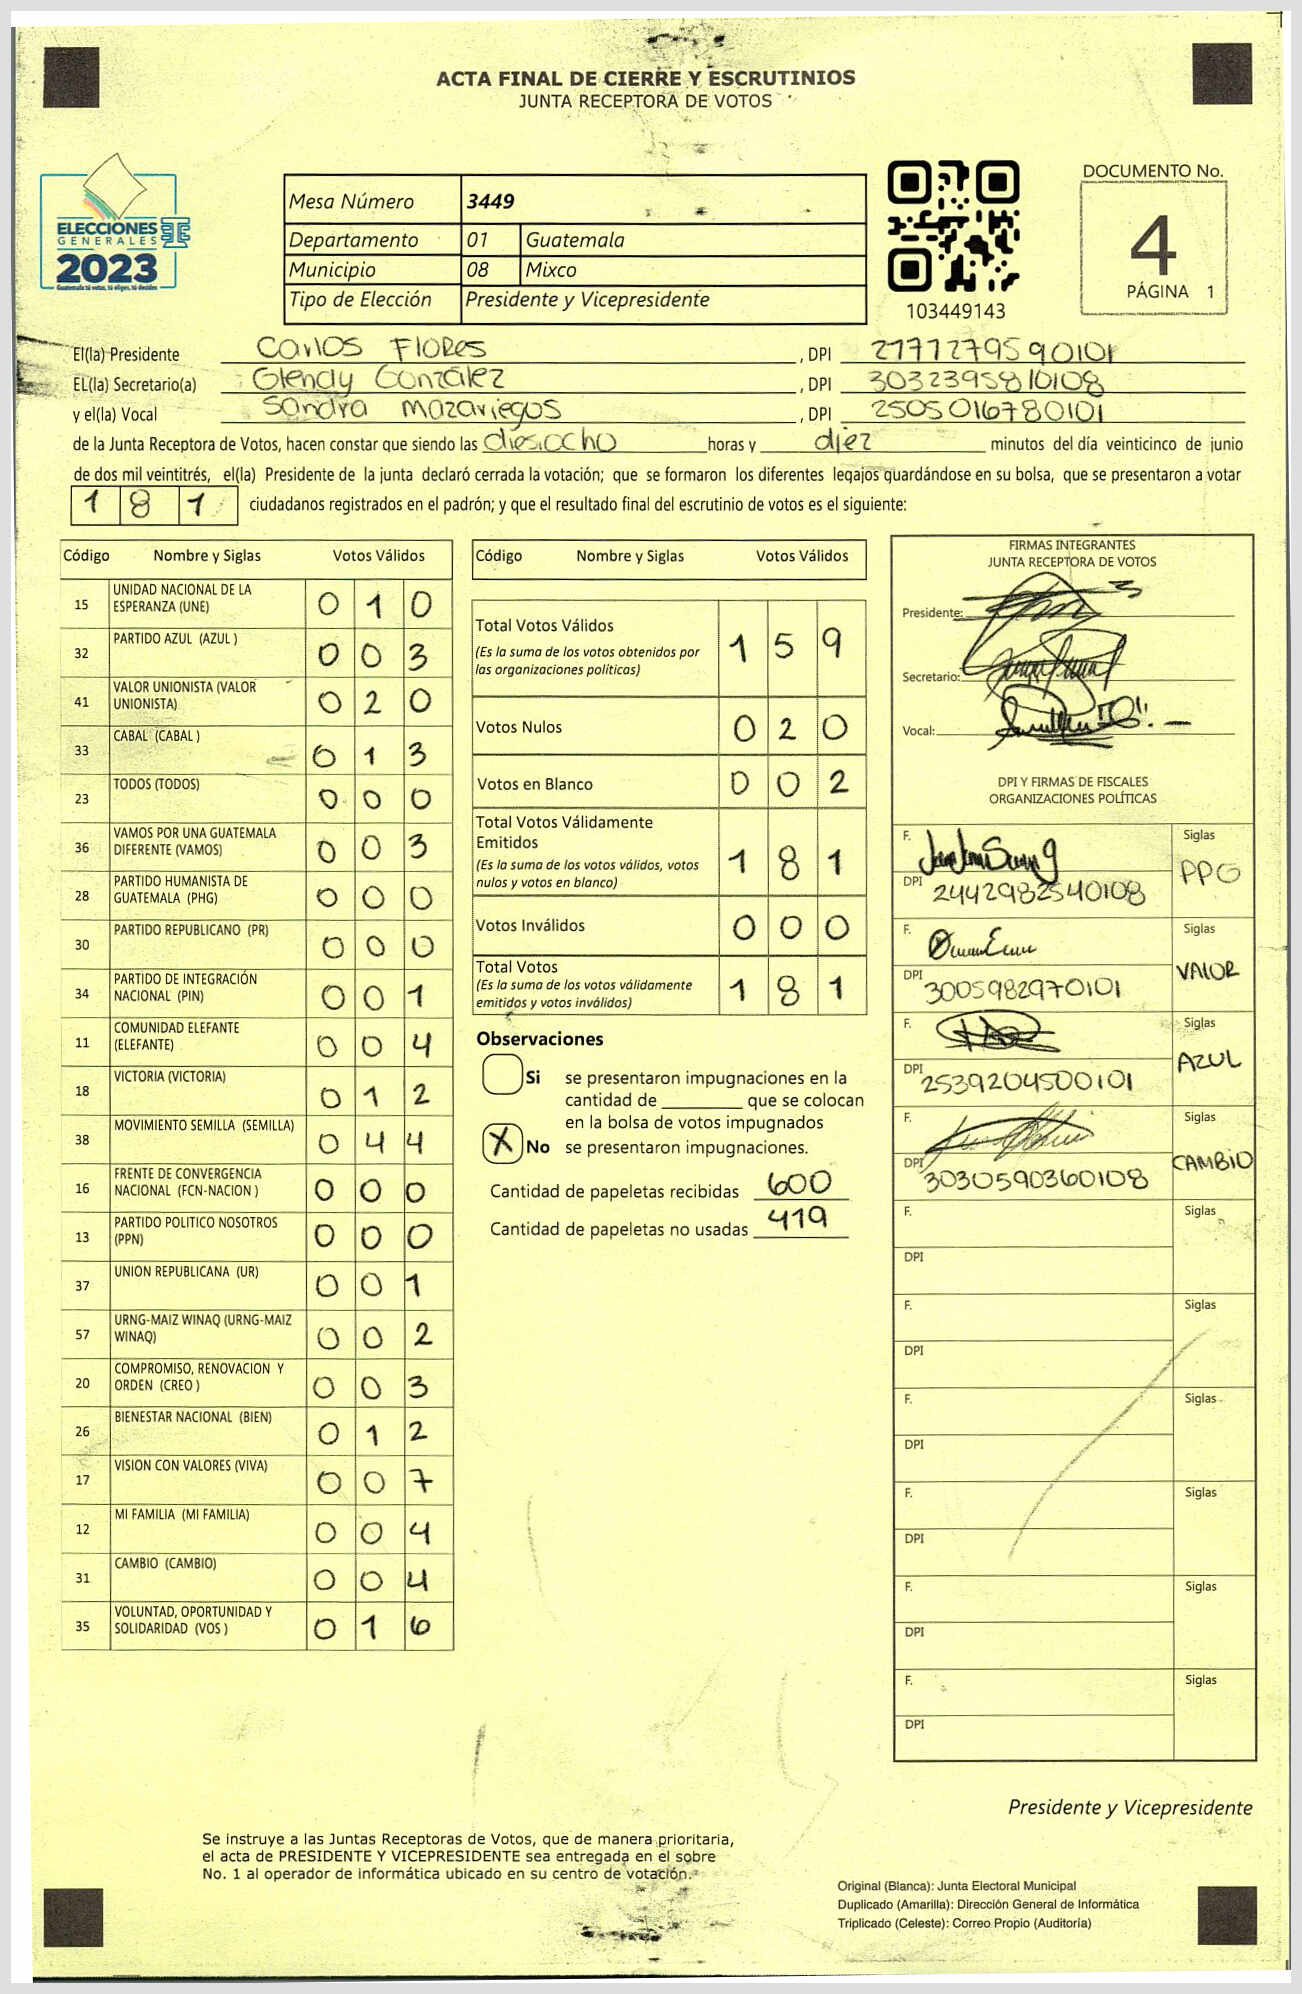 ACTA FINAL DE CIERRE Y ESCRUTINIOS
JUNTA RECEPTORA DE VOTOS
ELECCIONES
GENERALES
2023
Guatemala tú votas, tú eliges, tú decides
Mesa Número 3449
Departamento 01 Guatemala
Municipio 08 Mixco
Tipo de Elección Presidente y Vicepresidente
103449143
DOCUMENTO No.
4
PÁGINA 1
El(la) Presidente Carlos Flores , DPI 2177279590101
EL(la) Secretario(a) Glendy González , DPI 3032395810108
y el(la) Vocal Sandra Mazariegos , DPI 2505016780101
de la Junta Receptora de Votos, hacen constar que siendo las diesiocho horas y diez minutos del día veinticinco de junio
de dos mil veintitrés, el(la) Presidente de la junta declaró cerrada la votación; que se formaron los diferentes legajos guardándose en su bolsa, que se presentaron a votar
1 8 1 ciudadanos registrados en el padrón; y que el resultado final del escrutinio de votos es el siguiente:
Código Nombre y Siglas Votos Válidos
15 UNIDAD NACIONAL DE LA ESPERANZA (UNE) 0 1 0
32 PARTIDO AZUL (AZUL ) 0 0 3
41 VALOR UNIONISTA (VALOR UNIONISTA) 0 2 0
33 CABAL (CABAL ) 0 1 3
23 TODOS (TODOS) 0 0 0
36 VAMOS POR UNA GUATEMALA DIFERENTE (VAMOS) 0 0 3
28 PARTIDO HUMANISTA DE GUATEMALA (PHG) 0 0 0
30 PARTIDO REPUBLICANO (PR) 0 0 0
34 PARTIDO DE INTEGRACIÓN NACIONAL (PIN) 0 0 1
11 COMUNIDAD ELEFANTE (ELEFANTE) 0 0 4
18 VICTORIA (VICTORIA) 0 1 2
38 MOVIMIENTO SEMILLA (SEMILLA) 0 4 4
16 FRENTE DE CONVERGENCIA NACIONAL (FCN-NACION ) 0 0 0
13 PARTIDO POLITICO NOSOTROS (PPN) 0 0 0
37 UNION REPUBLICANA (UR) 0 0 1
57 URNG-MAIZ WINAQ (URNG-MAIZ WINAQ) 0 0 2
20 COMPROMISO, RENOVACION Y ORDEN (CREO ) 0 0 3
26 BIENESTAR NACIONAL (BIEN) 0 1 2
17 VISION CON VALORES (VIVA) 0 0 7
12 MI FAMILIA (MI FAMILIA) 0 0 4
31 CAMBIO (CAMBIO) 0 0 4
35 VOLUNTAD, OPORTUNIDAD Y SOLIDARIDAD (VOS ) 0 1 6
Código Nombre y Siglas Votos Válidos
Total Votos Válidos 1 5 9
(Es la suma de los votos obtenidos por
las organizaciones políticas)
Votos Nulos 0 2 0
Votos en Blanco 0 0 2
Total Votos Válidamente
Emitidos 1 8 1
(Es la suma de los votos válidos, votos
nulos y votos en blanco)
Votos Inválidos 0 0 0
Total Votos 1 8 1
(Es la suma de los votos válidamente
emitidos y votos inválidos)
Observaciones
Si se presentaron impugnaciones en la
cantidad de ________ que se colocan
en la bolsa de votos impugnados
X No se presentaron impugnaciones.
Cantidad de papeletas recibidas 600
Cantidad de papeletas no usadas 419
FIRMAS INTEGRANTES
JUNTA RECEPTORA DE VOTOS
Presidente:
Secretario:
Vocal:
DPI Y FIRMAS DE FISCALES
ORGANIZACIONES POLÍTICAS
F. Siglas
DPI 2442982540108 PPG
F. Siglas
DPI 3005982970101 VALOR
F. Siglas
DPI 2539204500101 AZUL
F. Siglas
DPI 3030590360108 CAMBIO
F. Siglas
DPI
F. Siglas
DPI
F. Siglas
DPI
F. Siglas
DPI
F. Siglas
DPI
F. Siglas
DPI
Presidente y Vicepresidente
Se instruye a las Juntas Receptoras de Votos, que de manera prioritaria,
el acta de PRESIDENTE Y VICEPRESIDENTE sea entregada en el sobre
No. 1 al operador de informática ubicado en su centro de votación.
Original (Blanca): Junta Electoral Municipal
Duplicado (Amarilla): Dirección General de Informática
Triplicado (Celeste): Correo Propio (Auditoría)